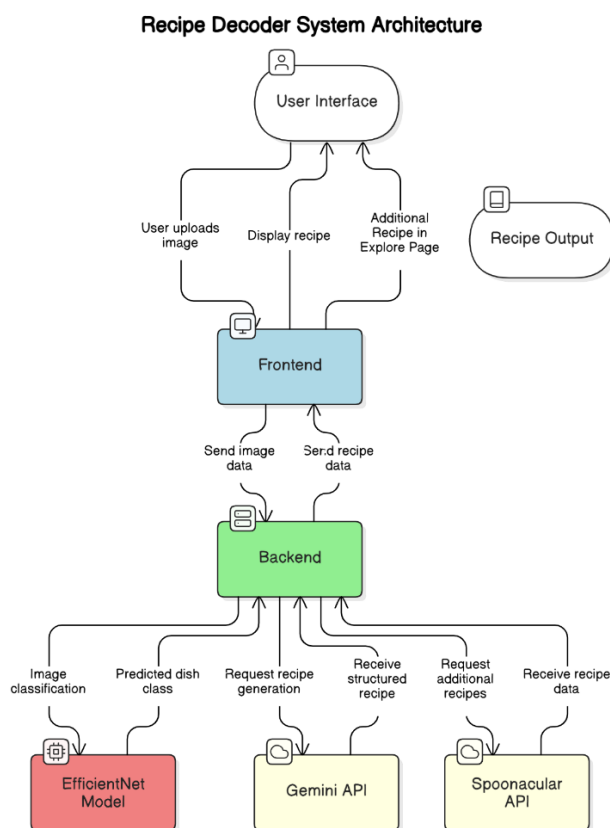 Recipe Decoder System Architecture
User Interface
User uploads
image
Display recipe
Additional
Recipe in
Explore Page
Recipe Output
Frontend
Send image
data
Send recipe
data
Backend
Image
classification
Predicted dish
class
Request recipe
generation
Receive
structured
recipe
Request
additional
recipes
Receive recipe
data
EfficientNet
Model
Gemini API
Spoonacular
API